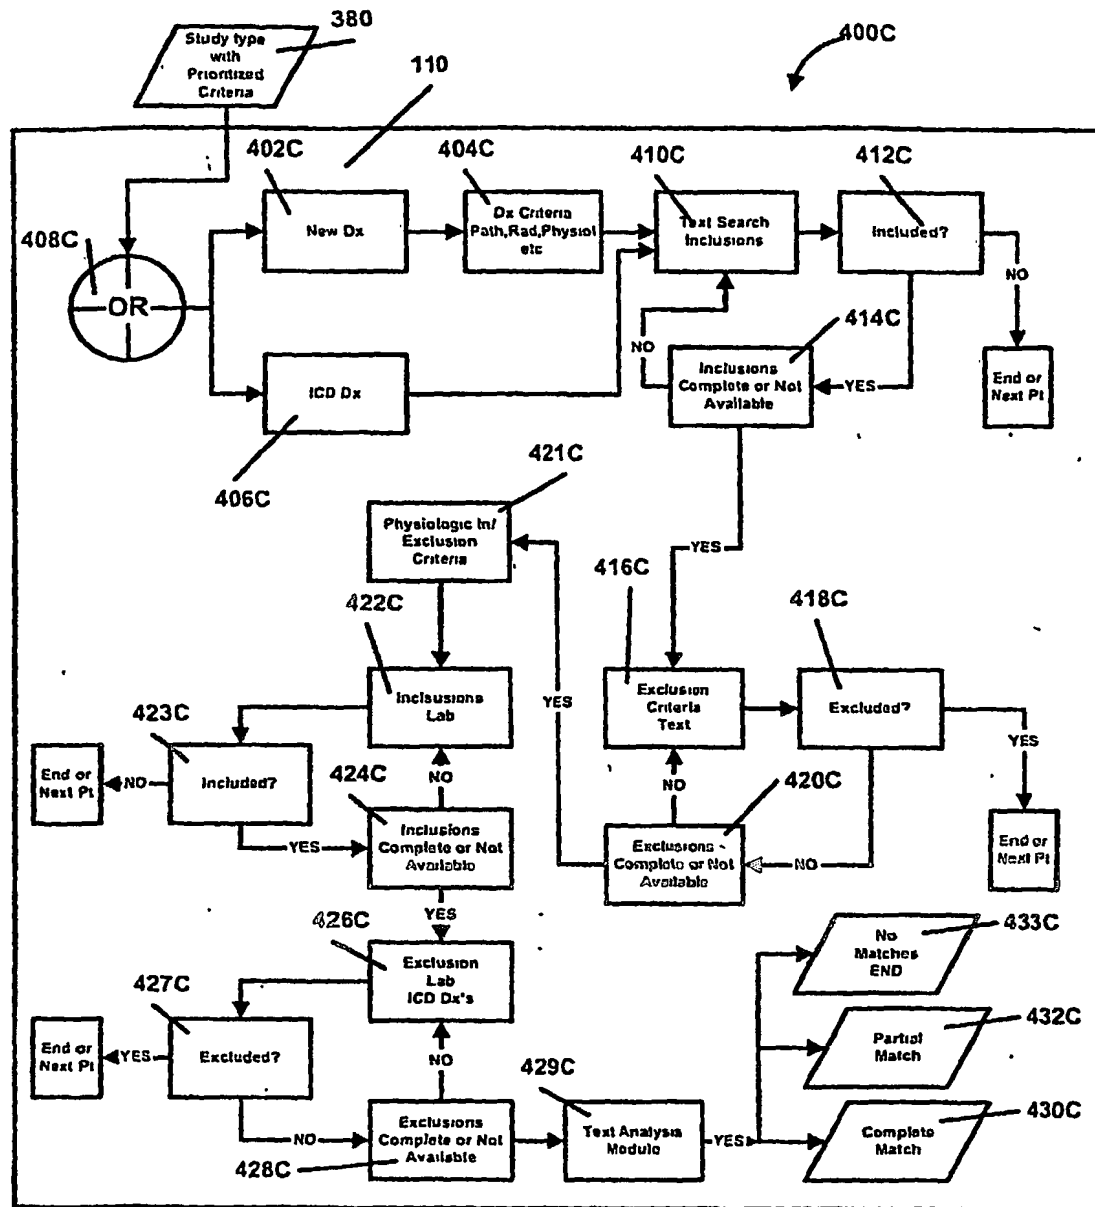 380
Study type
with
Prioritized
Criteria
400C
110
402C
404C
410C
412C
New Dx
Dx Criteria
Path,Rad,Physiol
etc
Text Search
Inclusions
Included?
408C
OR
NO
414C
NO
Inclusions
Complete or Not
Available
YES
End or
Next Pt
ICD Dx
406C
421C
Physiologic In/
Exclusion
Criteria
YES
416C
418C
422C
Inclsusions
Lab
YES
Exclusion
Criteria
Text
Excluded?
423C
YES
End or
Next Pt
NO
Included?
424C
NO
NO
420C
YES
Inclusions
Complete or Not
Available
Exclusions
Complete or Not
Available
NO
End or
Next Pt
YES
426C
433C
No
Matches
END
Exclusion
Lab
ICD Dx's
427C
432C
Partial
Match
End or
Next Pt
YES
Excluded?
NO
429C
430C
NO
Exclusions
Complete or Not
Available
428C
Text Analysis
Module
YES
Complete
Match